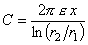 C = 2π ε x / ln(r₂/r₁)